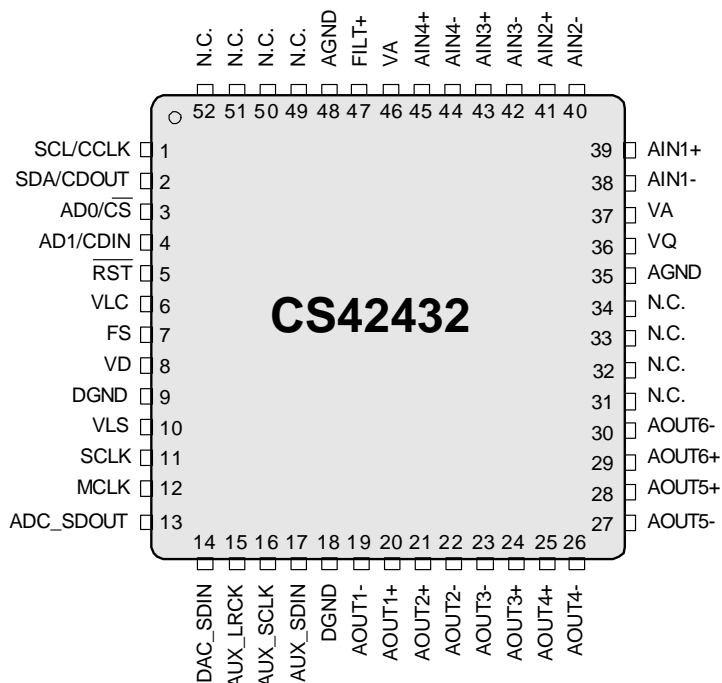 N.C. N.C. N.C. N.C. AGND FILT+ VA AIN4+ AIN4- AIN3+ AIN3- AIN2+ AIN2-
52 51 50 49 48 47 46 45 44 43 42 41 40
SCL/CCLK 1 39 AIN1+
SDA/CDOUT 2 38 AIN1-
AD0/CS 3 37 VA
AD1/CDIN 4 36 VQ
RST 5 35 AGND
VLC 6 34 N.C.
FS 7 33 N.C.
VD 8 32 N.C.
DGND 9 31 N.C.
VLS 10 30 AOUT6-
SCLK 11 29 AOUT6+
MCLK 12 28 AOUT5+
ADC_SDOUT 13 27 AOUT5-
CS42432
14 15 16 17 18 19 20 21 22 23 24 25 26
DAC_SDIN AUX_LRCK AUX_SCLK AUX_SDIN DGND AOUT1- AOUT1+ AOUT2+ AOUT2- AOUT3- AOUT3+ AOUT4+ AOUT4-